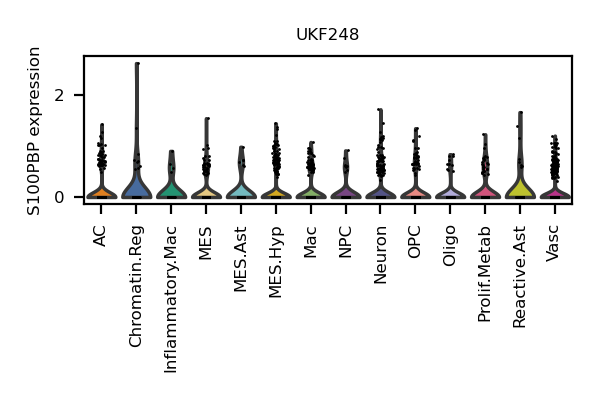 UKF248
S100PBP expression
2
0
AC
Chromatin.Reg
Inflammatory.Mac
MES
MES.Ast
MES.Hyp
Mac
NPC
Neuron
OPC
Oligo
Prolif.Metab
Reactive.Ast
Vasc